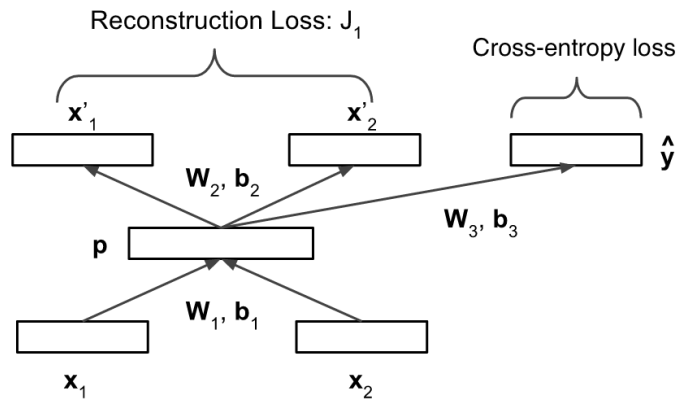 Reconstruction Loss: J₁
Cross-entropy loss
x'₁
x'₂
ŷ
W₂, b₂
W₃, b₃
p
W₁, b₁
x₁
x₂